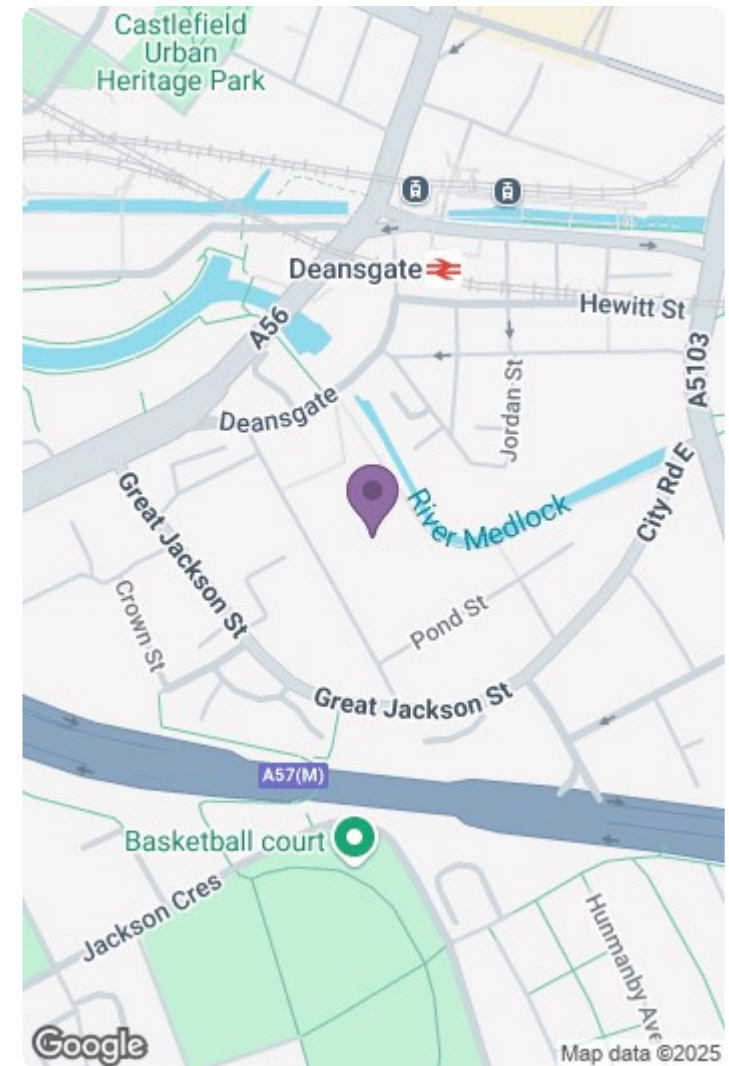 Castlefield
Urban
Heritage Park
Deansgate
Hewitt St
A56
A5103
Jordan St
Deansgate
River Medlock
City Rd E
Great Jackson St
Crown St
Pond St
Great Jackson St
A57(M)
Basketball court
Jackson Cres
Hunmanby Ave
Google
Map data ©2025